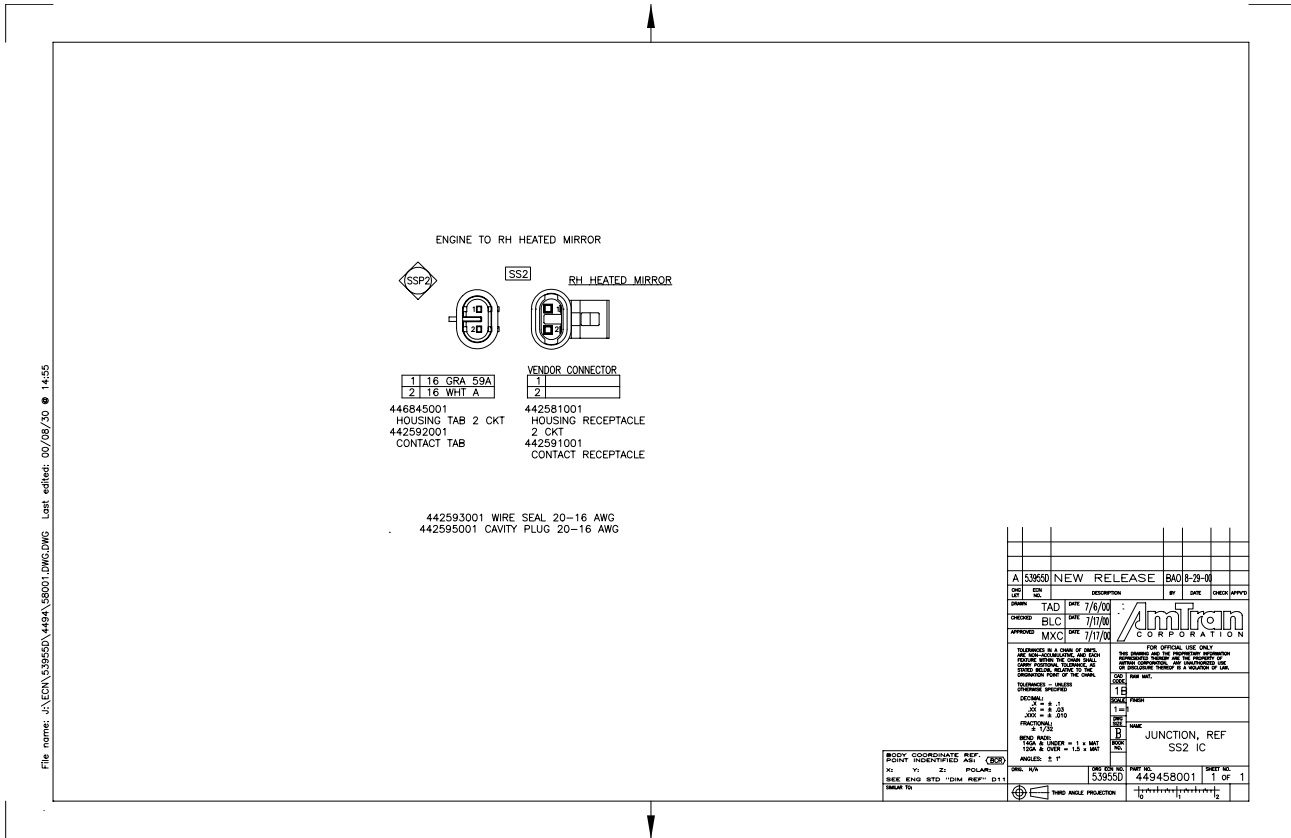 ENGINE TO RH HEATED MIRROR
SSP2
SS2
RH HEATED MIRROR
1
2
1
2
VENDOR CONNECTOR
1 16 GRA 59A
2 16 WHT A
1
2
446845001
HOUSING TAB 2 CKT
442592001
CONTACT TAB
442581001
HOUSING RECEPTACLE
2 CKT
442591001
CONTACT RECEPTACLE
442593001 WIRE SEAL 20-16 AWG
442595001 CAVITY PLUG 20-16 AWG
File name: J:\ECN\53955D\4494\58001.DWG.DWG Last edited: 00/08/30 @ 14:55
A 53955D NEW RELEASE BAO 8-29-00
CHG LET ECN NO. DESCRIPTION BY DATE CHECK APPV'D
DRAWN TAD DATE 7/6/00
CHECKED BLC DATE 7/17/00
APPROVED MXC DATE 7/17/00
AmTran
CORPORATION
TOLERANCES IN A CHAIN OF DIM'S.
ARE NON-ACCUMULATIVE, AND EACH
FEATURE WITHIN THE CHAIN SHALL
CARRY POSITIONAL TOLERANCE, AS
STATED BELOW, RELATIVE TO THE
ORIGINATION POINT OF THE CHAIN.
TOLERANCES - UNLESS
OTHERWISE SPECIFIED
DECIMAL:
.X = ± .1
.XX = ± .03
.XXX = ± .010
FRACTIONAL:
± 1/32
BEND RADII:
14GA & UNDER = 1 x MAT
12GA & OVER = 1.5 x MAT
ANGLES: ± 1°
FOR OFFICIAL USE ONLY
THIS DRAWING AND THE PROPRIETARY INFORMATION
REPRESENTED THEREBY ARE THE PROPERTY OF
AMTRAN CORPORATION. ANY UNAUTHORIZED USE
OR DISCLOSURE THEREOF IS A VIOLATION OF LAW.
CAD CODE 1B
RAW MAT.
SCALE 1=1
FINISH
DWG SIZE B
BOOK NO.
NAME
JUNCTION, REF
SS2 IC
BODY COORDINATE REF.
POINT INDENTIFIED AS: BCR
X: Y: Z: POLAR:
SEE ENG STD "DIM REF" D11
SIMILAR TO:
ORIG. N/A
ORG ECN NO. 53955D
PART NO. 449458001
SHEET NO. 1 OF 1
THIRD ANGLE PROJECTION
0 1 2